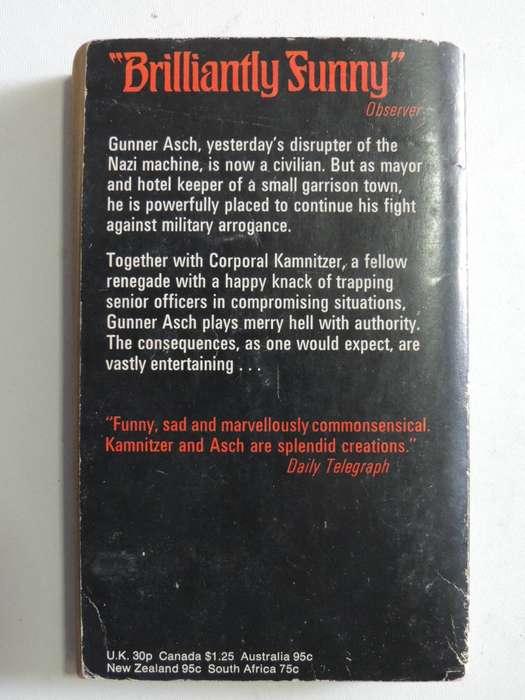 "Brilliantly Funny"
Observer
Gunner Asch, yesterday's disrupter of the
Nazi machine, is now a civilian. But as mayor
and hotel keeper of a small garrison town,
he is powerfully placed to continue his fight
against military arrogance.
Together with Corporal Kamnitzer, a fellow
renegade with a happy knack of trapping
senior officers in compromising situations,
Gunner Asch plays merry hell with authority.
The consequences, as one would expect, are
vastly entertaining . . .
"Funny, sad and marvellously commonsensical.
Kamnitzer and Asch are splendid creations."
Daily Telegraph
U.K. 30p Canada $1.25 Australia 95c
New Zealand 95c South Africa 75c